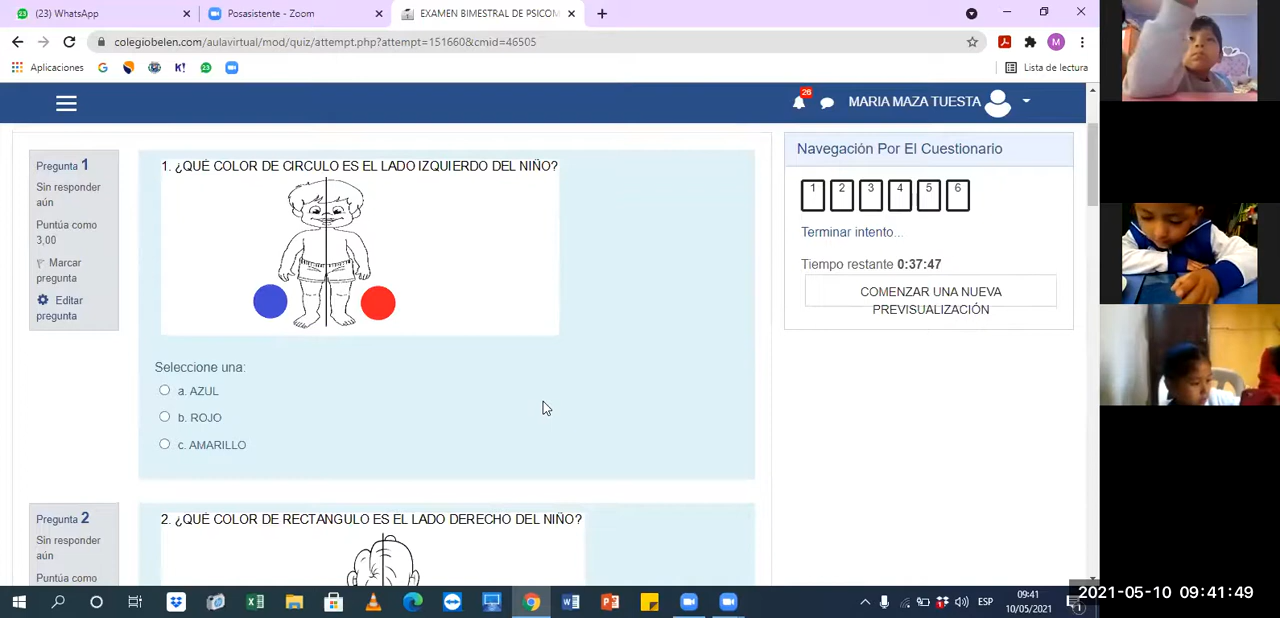 (23) WhatsApp
Posasistente - Zoom
EXAMEN BIMESTRAL DE PSICOM
colegiobelen.com/aulavirtual/mod/quiz/attempt.php?attempt=151660&cmid=46505
M
Aplicaciones
Lista de lectura
26
MARIA MAZA TUESTA
Pregunta 1
Sin responder
aún
Puntúa como
3,00
Marcar
pregunta
Editar
pregunta
1. ¿QUÉ COLOR DE CIRCULO ES EL LADO IZQUIERDO DEL NIÑO?
Seleccione una:
a. AZUL
b. ROJO
c. AMARILLO
Navegación Por El Cuestionario
1 2 3 4 5 6
Terminar intento...
Tiempo restante 0:37:47
COMENZAR UNA NUEVA
PREVISUALIZACIÓN
Pregunta 2
Sin responder
aún
Puntúa como
2. ¿QUÉ COLOR DE RECTANGULO ES EL LADO DERECHO DEL NIÑO?
ESP
09:41
10/05/2021
2021-05-10 09:41:49